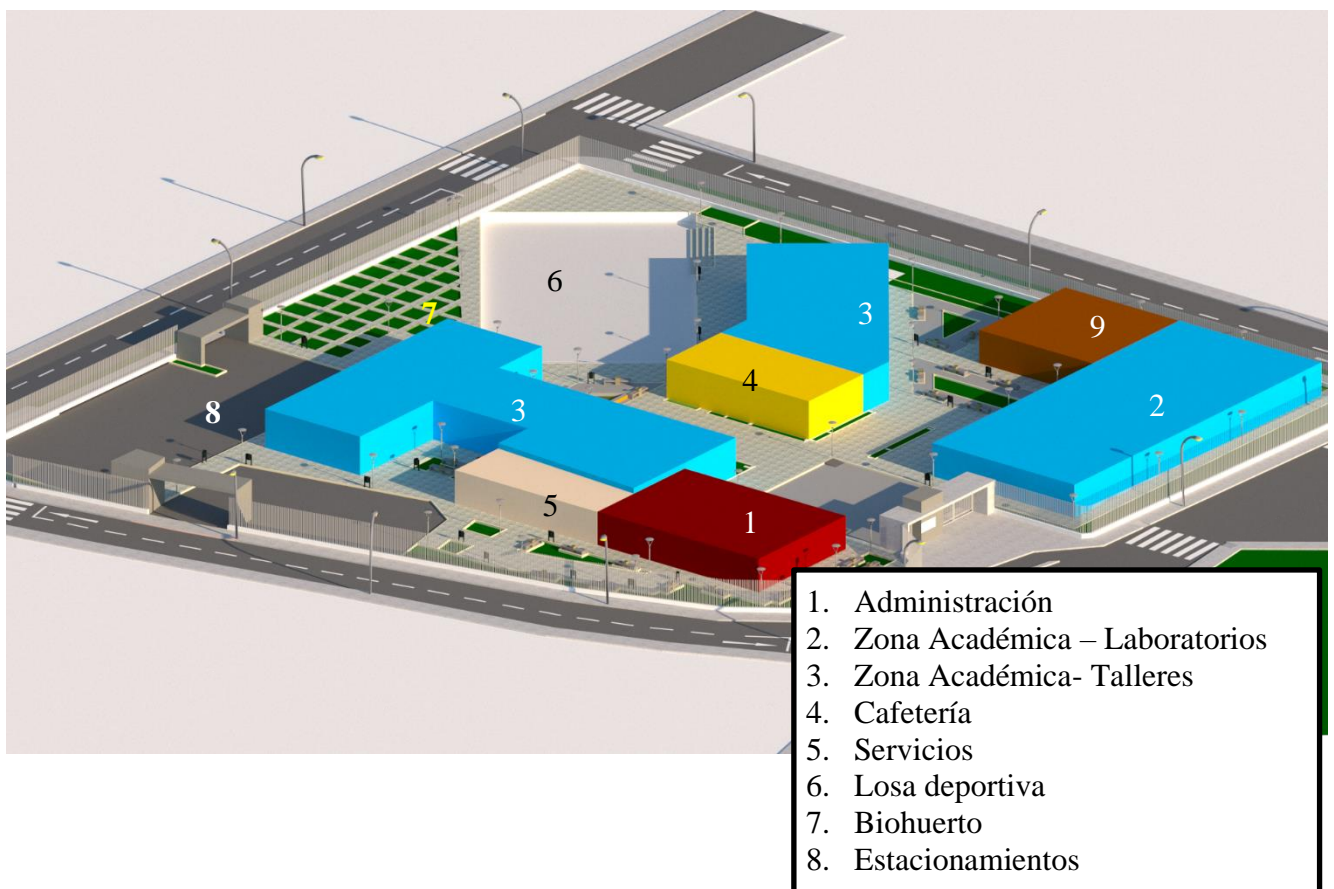 6
3
7
9
4
2
8
3
5
1
1. Administración
2. Zona Académica – Laboratorios
3. Zona Académica- Talleres
4. Cafetería
5. Servicios
6. Losa deportiva
7. Biohuerto
8. Estacionamientos